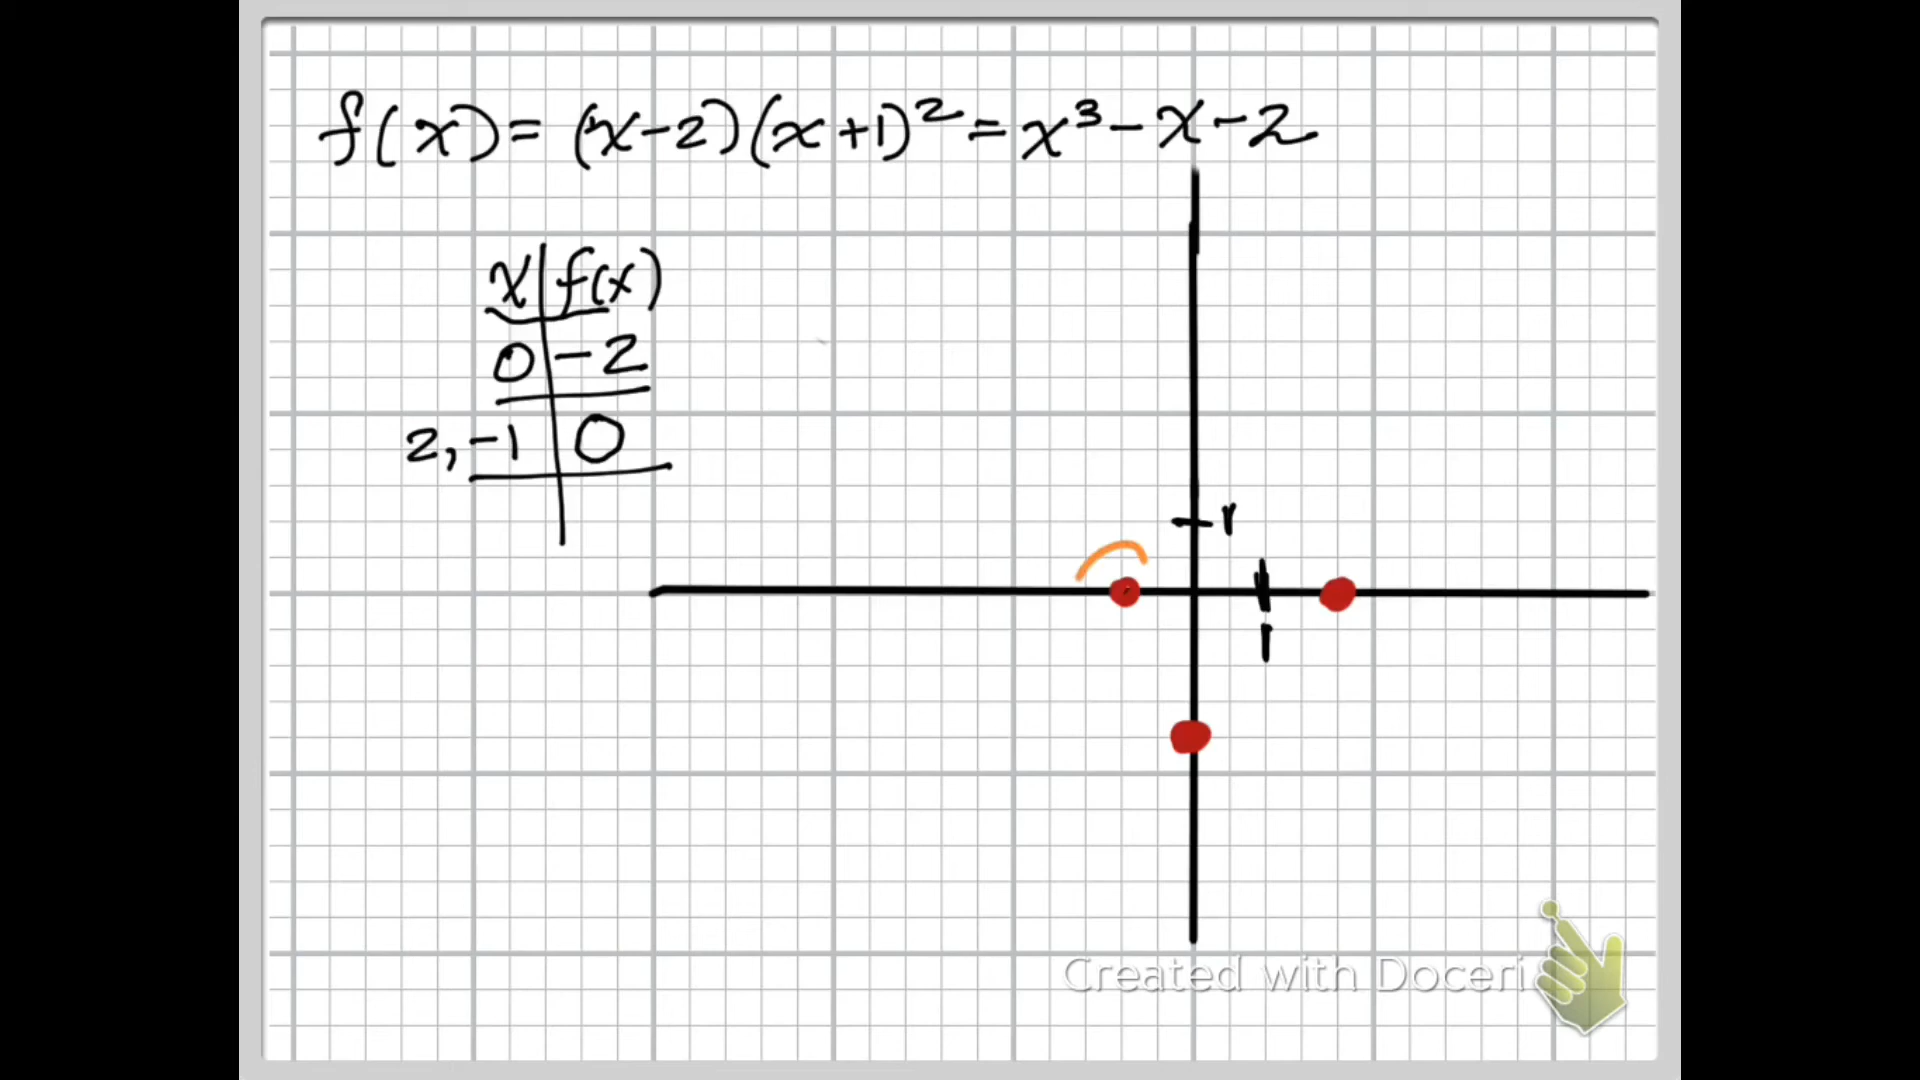 f(x) = (x-2)(x+1)² = x³-x-2
x f(x)
0 -2
2, -1 0
1
1
Created with Doceri